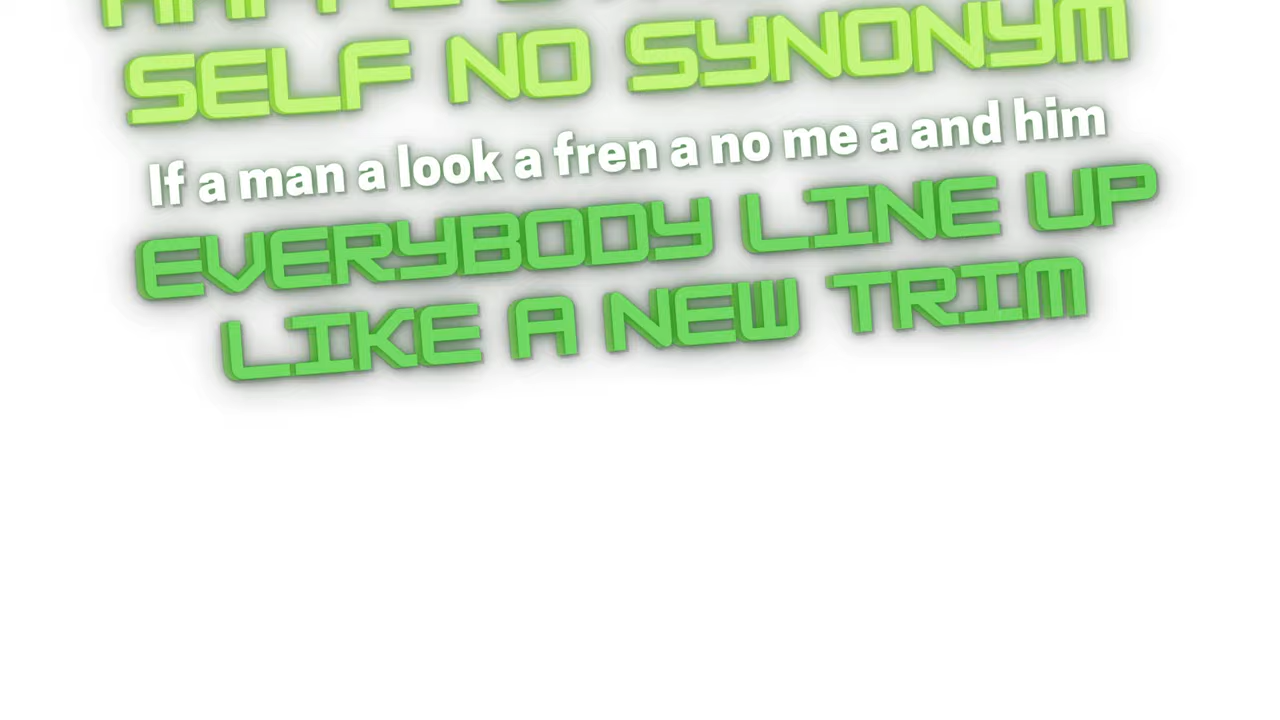 SELF NO SYNONYM
If a man a look a fren a no me a and him
EVERYBODY LINE UP
LIKE A NEW TRIM